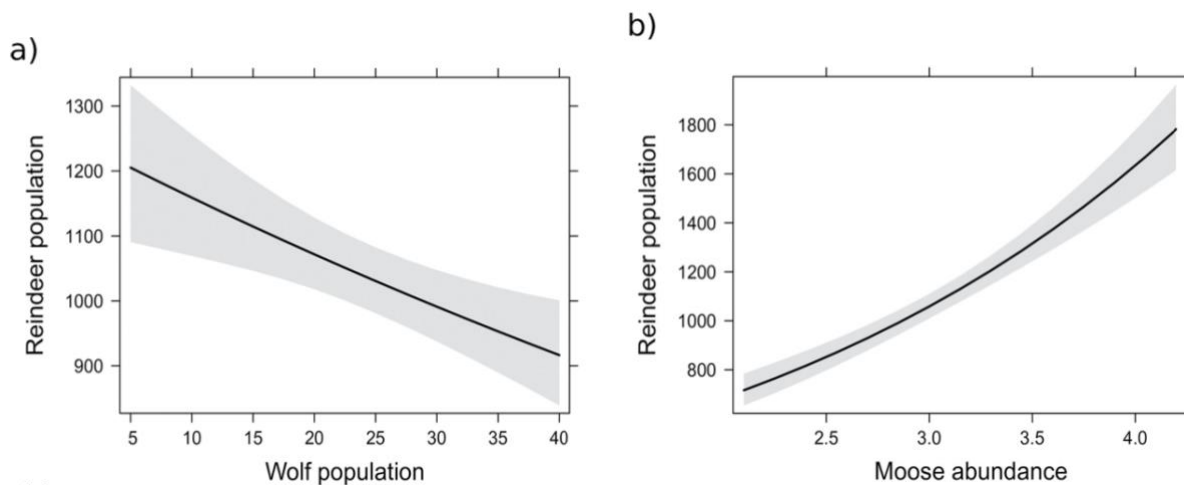 a)
Reindeer population
1300
1200
1100
1000
900
5 10 15 20 25 30 35 40
Wolf population
b)
Reindeer population
1800
1600
1400
1200
1000
800
2.5 3.0 3.5 4.0
Moose abundance